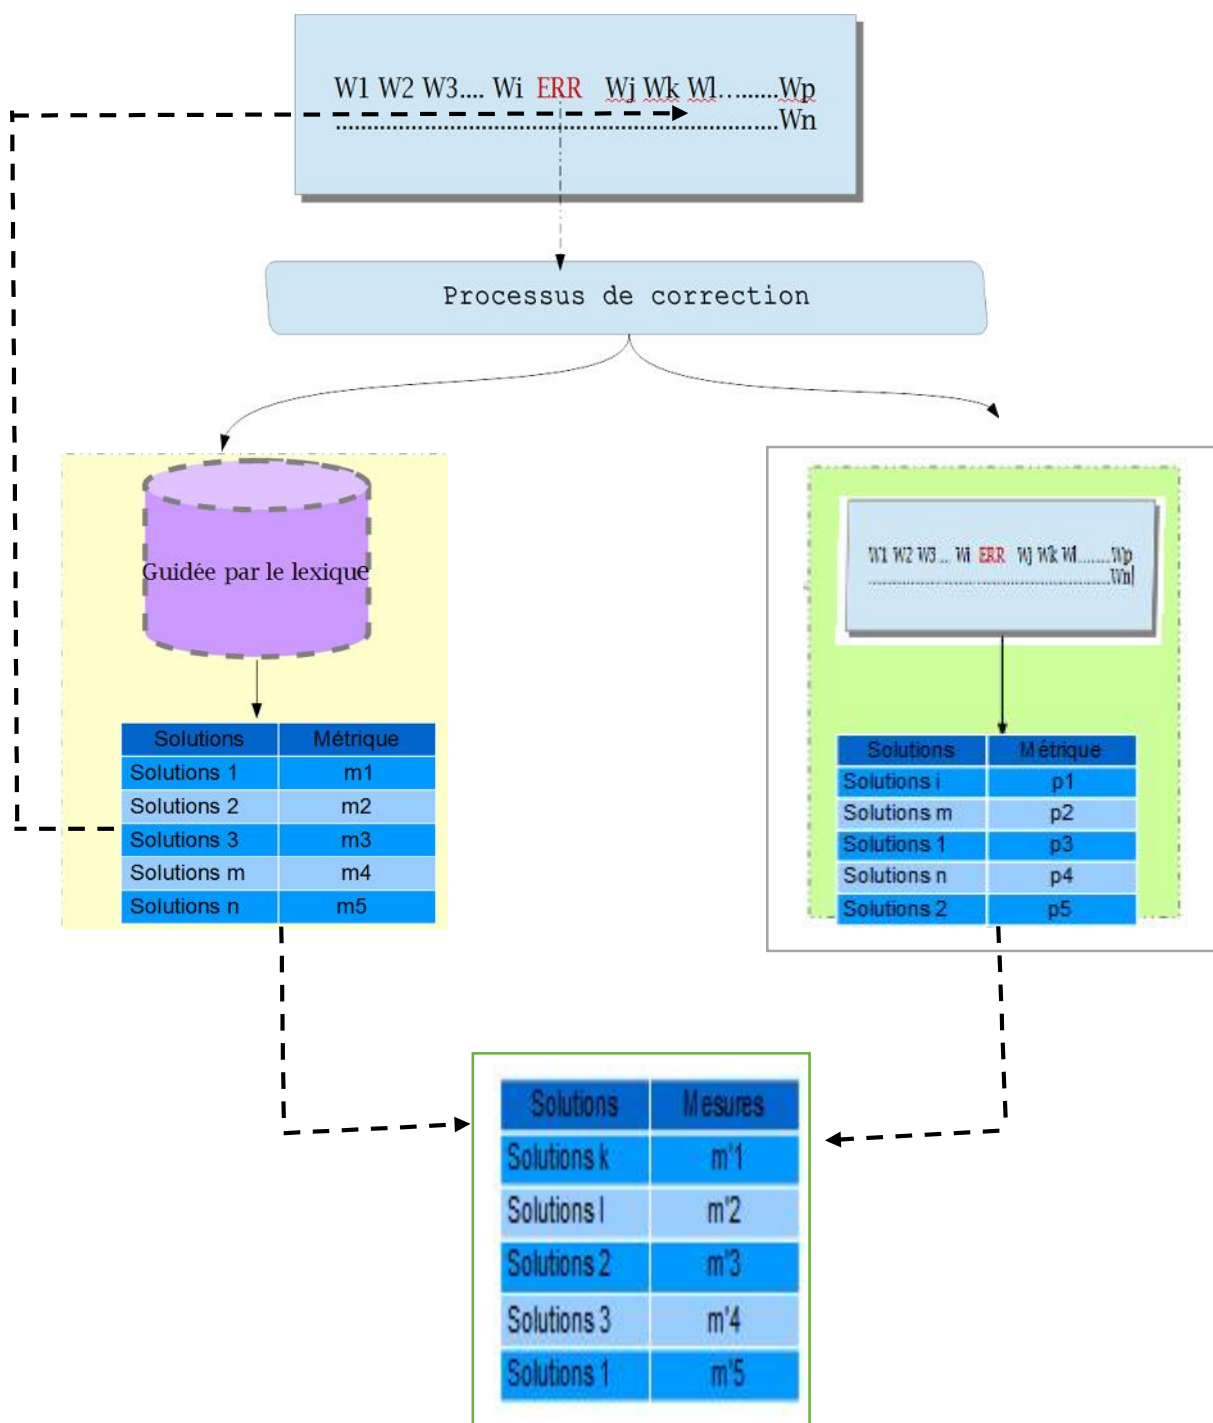 W1 W2 W3.... Wi ERR Wj Wk Wl..........Wp
................................................................................Wn
Processus de correction
Guidée par le lexique
Solutions Métrique
Solutions 1 m1
Solutions 2 m2
Solutions 3 m3
Solutions m m4
Solutions n m5
W1 W2 W3.... Wi ERR Wj Wk Wl..........Wp
................................................................................Wn
Solutions Métrique
Solutions i p1
Solutions m p2
Solutions 1 p3
Solutions n p4
Solutions 2 p5
Solutions Mesures
Solutions k m'1
Solutions l m'2
Solutions 2 m'3
Solutions 3 m'4
Solutions 1 m'5